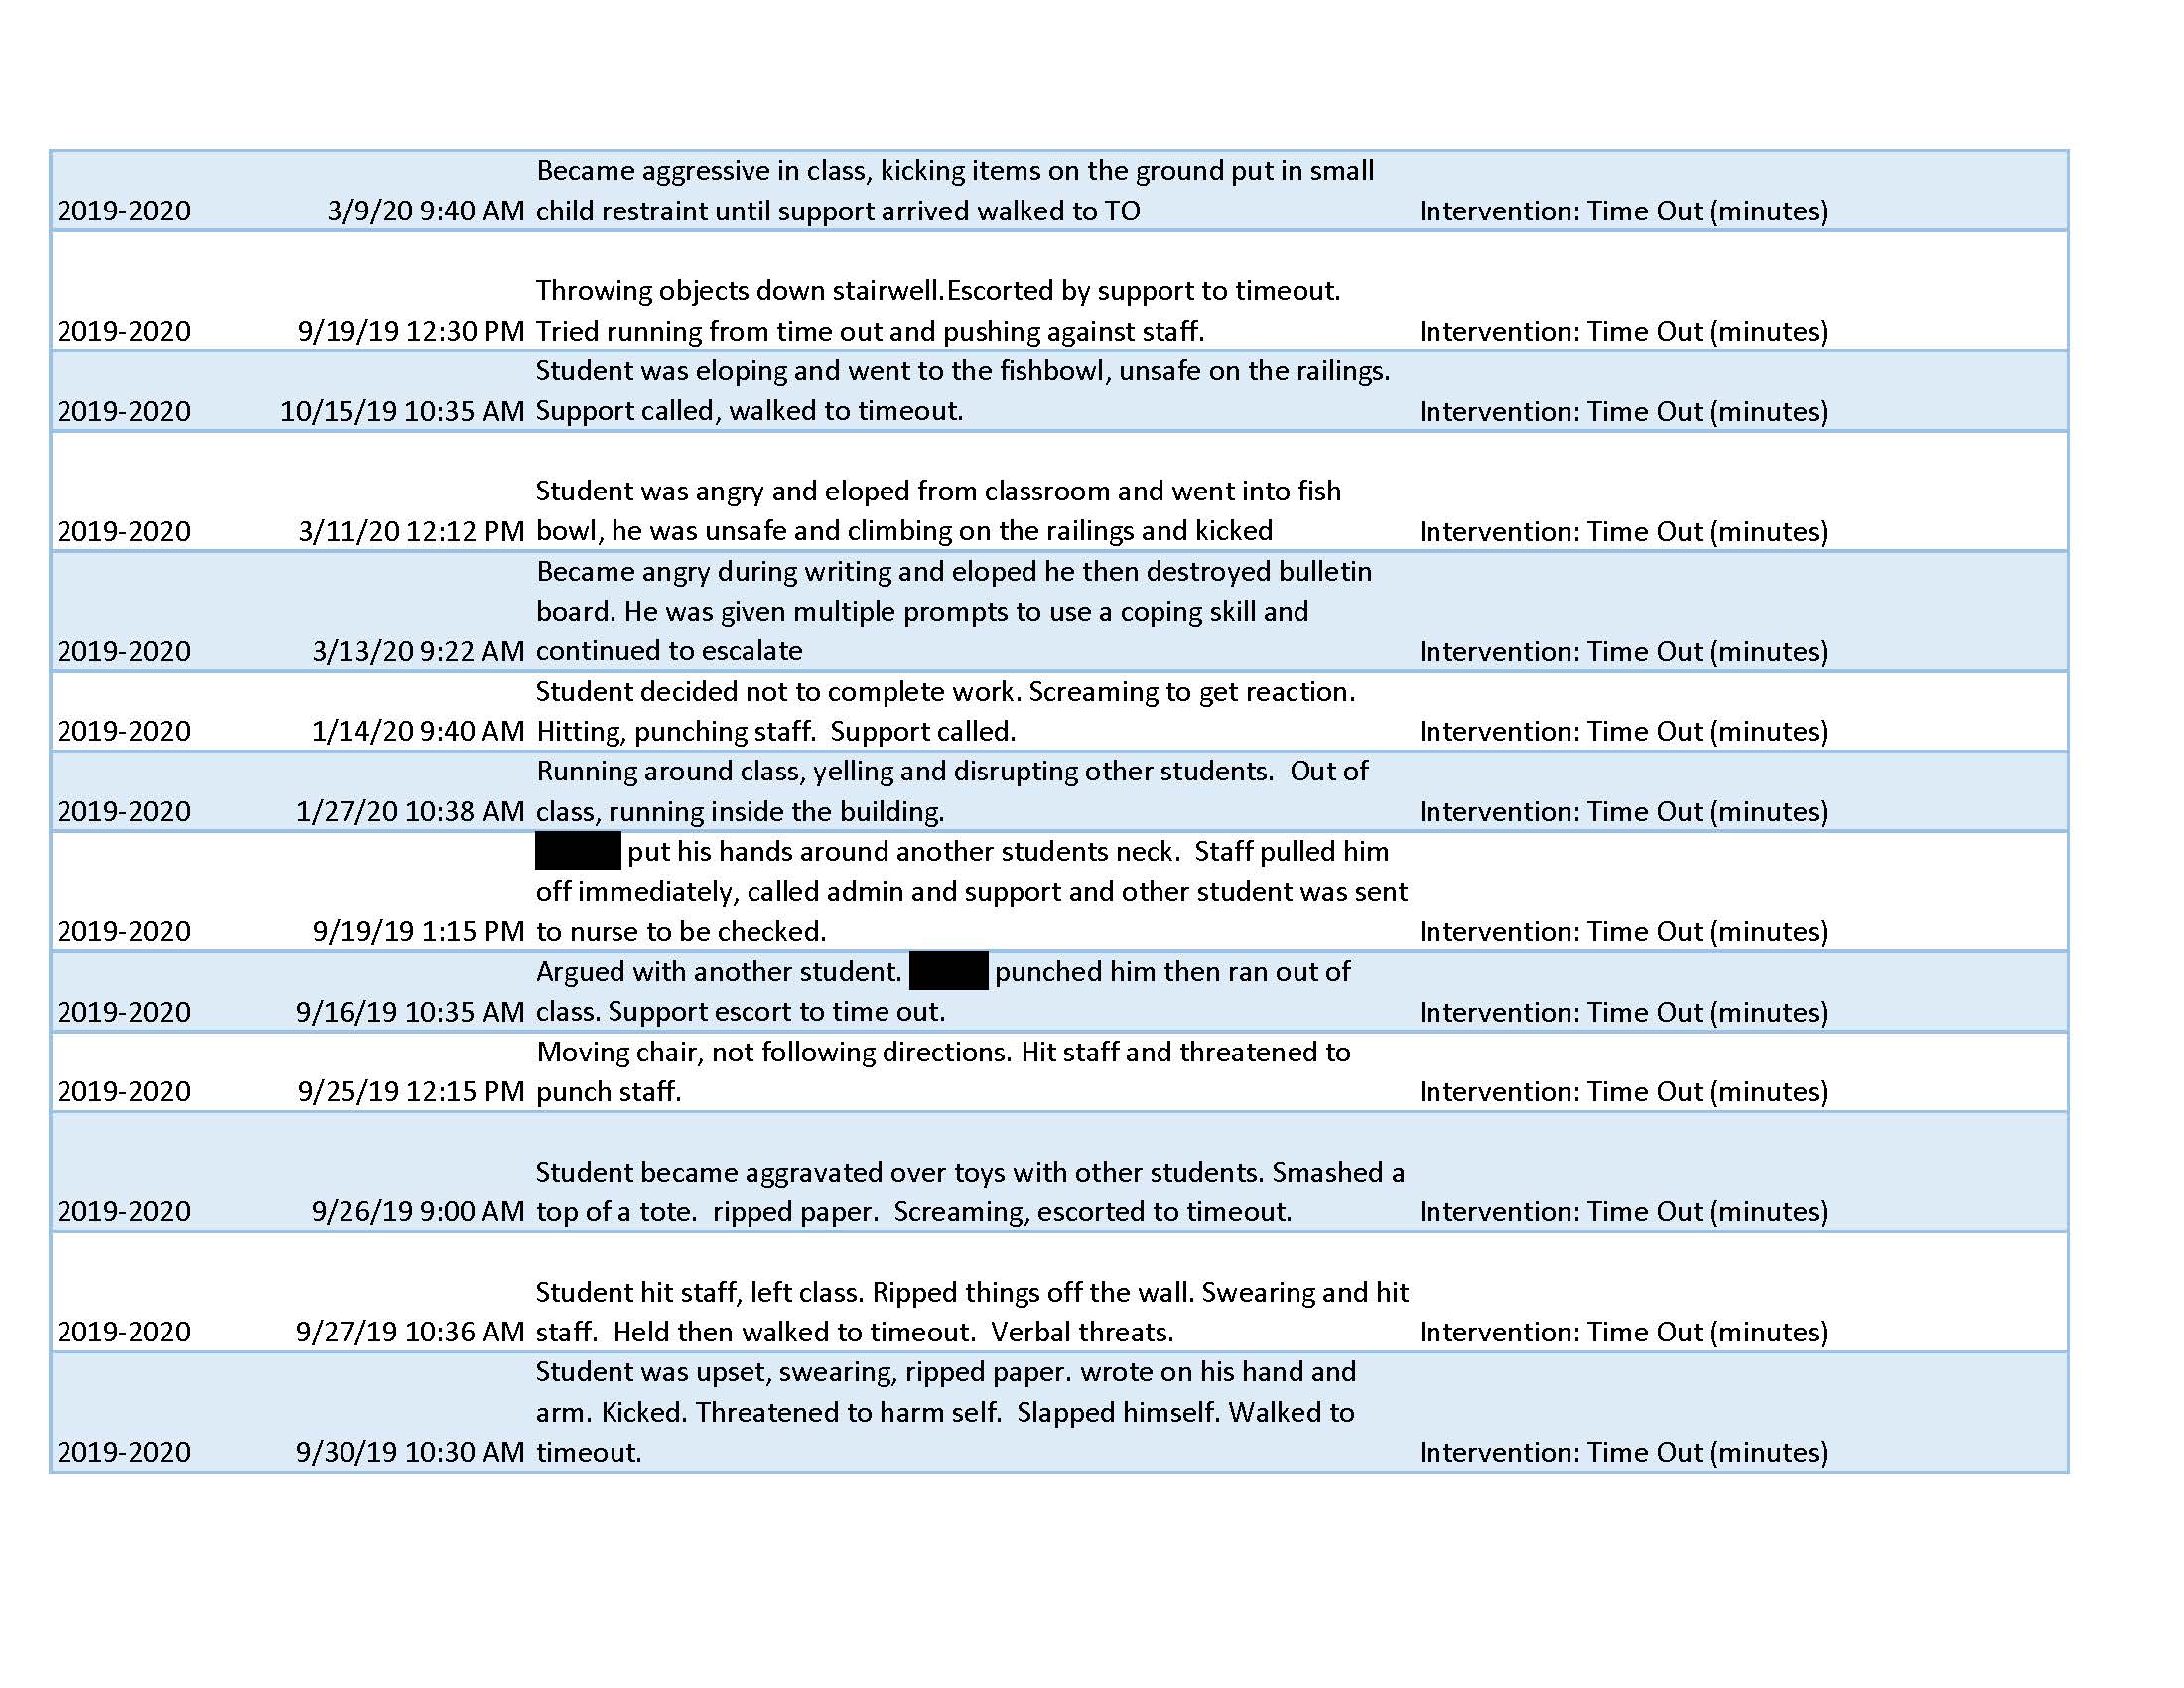 Became aggressive in class, kicking items on the ground put in small
2019-2020 3/9/20 9:40 AM child restraint until support arrived walked to TO Intervention: Time Out (minutes)
Throwing objects down stairwell.Escorted by support to timeout.
2019-2020 9/19/19 12:30 PM Tried running from time out and pushing against staff. Intervention: Time Out (minutes)
Student was eloping and went to the fishbowl, unsafe on the railings.
2019-2020 10/15/19 10:35 AM Support called, walked to timeout. Intervention: Time Out (minutes)
Student was angry and eloped from classroom and went into fish
2019-2020 3/11/20 12:12 PM bowl, he was unsafe and climbing on the railings and kicked Intervention: Time Out (minutes)
Became angry during writing and eloped he then destroyed bulletin
board. He was given multiple prompts to use a coping skill and
2019-2020 3/13/20 9:22 AM continued to escalate Intervention: Time Out (minutes)
Student decided not to complete work. Screaming to get reaction.
2019-2020 1/14/20 9:40 AM Hitting, punching staff.  Support called. Intervention: Time Out (minutes)
Running around class, yelling and disrupting other students.  Out of
2019-2020 1/27/20 10:38 AM class, running inside the building. Intervention: Time Out (minutes)
put his hands around another students neck.  Staff pulled him
off immediately, called admin and support and other student was sent
2019-2020 9/19/19 1:15 PM to nurse to be checked. Intervention: Time Out (minutes)
Argued with another student. punched him then ran out of
2019-2020 9/16/19 10:35 AM class. Support escort to time out. Intervention: Time Out (minutes)
Moving chair, not following directions. Hit staff and threatened to
2019-2020 9/25/19 12:15 PM punch staff. Intervention: Time Out (minutes)
Student became aggravated over toys with other students. Smashed a
2019-2020 9/26/19 9:00 AM top of a tote.  ripped paper.  Screaming, escorted to timeout. Intervention: Time Out (minutes)
Student hit staff, left class. Ripped things off the wall. Swearing and hit
2019-2020 9/27/19 10:36 AM staff.  Held then walked to timeout.  Verbal threats. Intervention: Time Out (minutes)
Student was upset, swearing, ripped paper. wrote on his hand and
arm. Kicked. Threatened to harm self.  Slapped himself. Walked to
2019-2020 9/30/19 10:30 AM timeout. Intervention: Time Out (minutes)